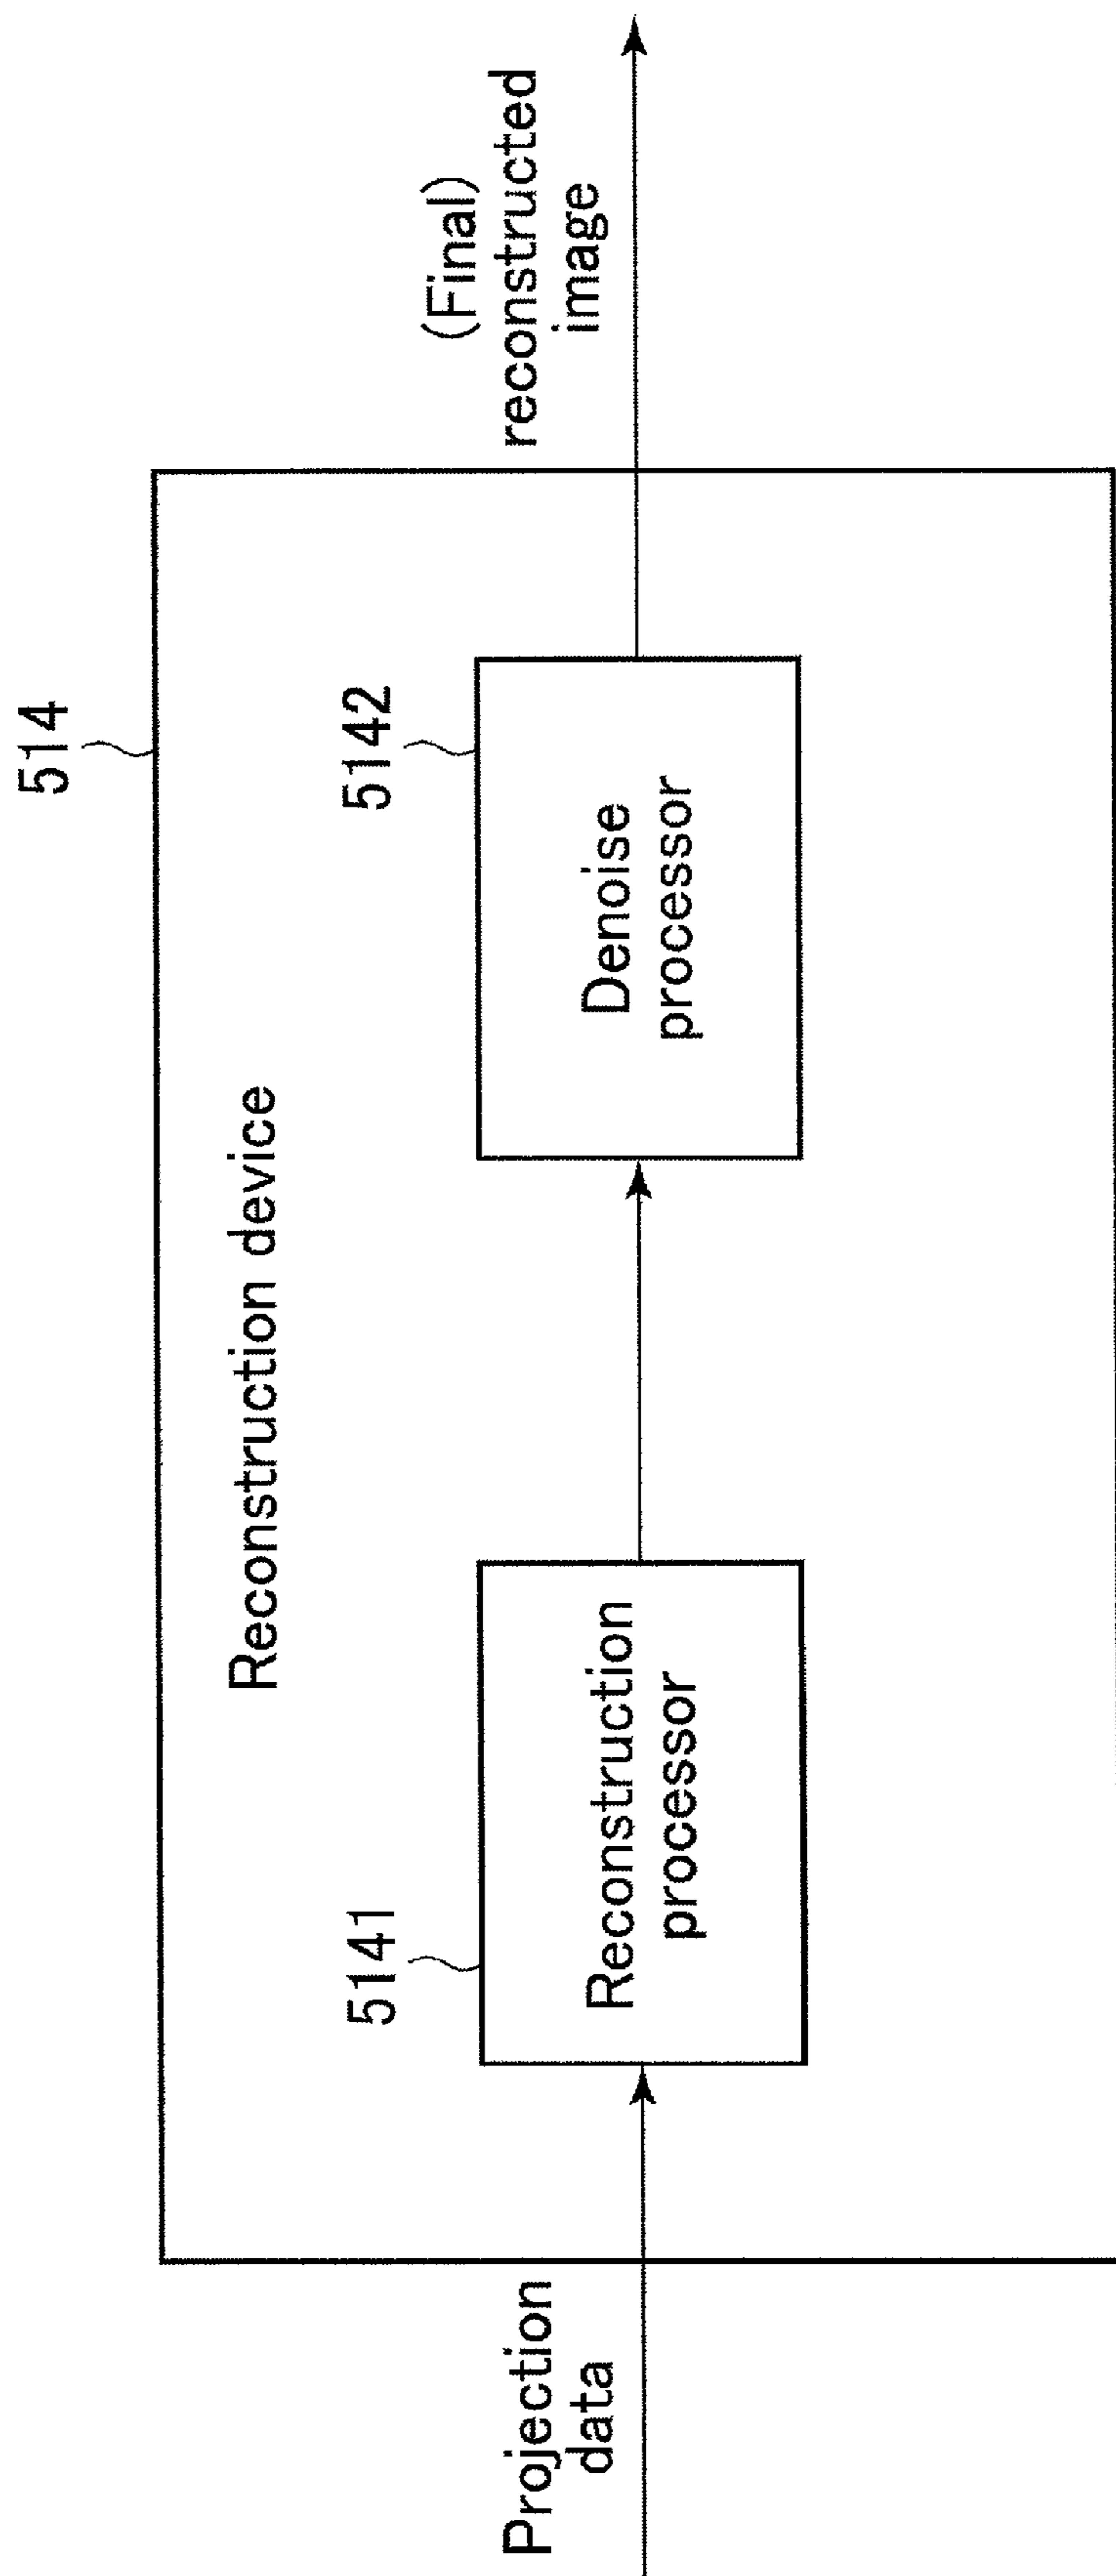 514
Reconstruction device
5141
5142
Projection
data
Reconstruction
processor
Denoise
processor
(Final)
reconstructed
image